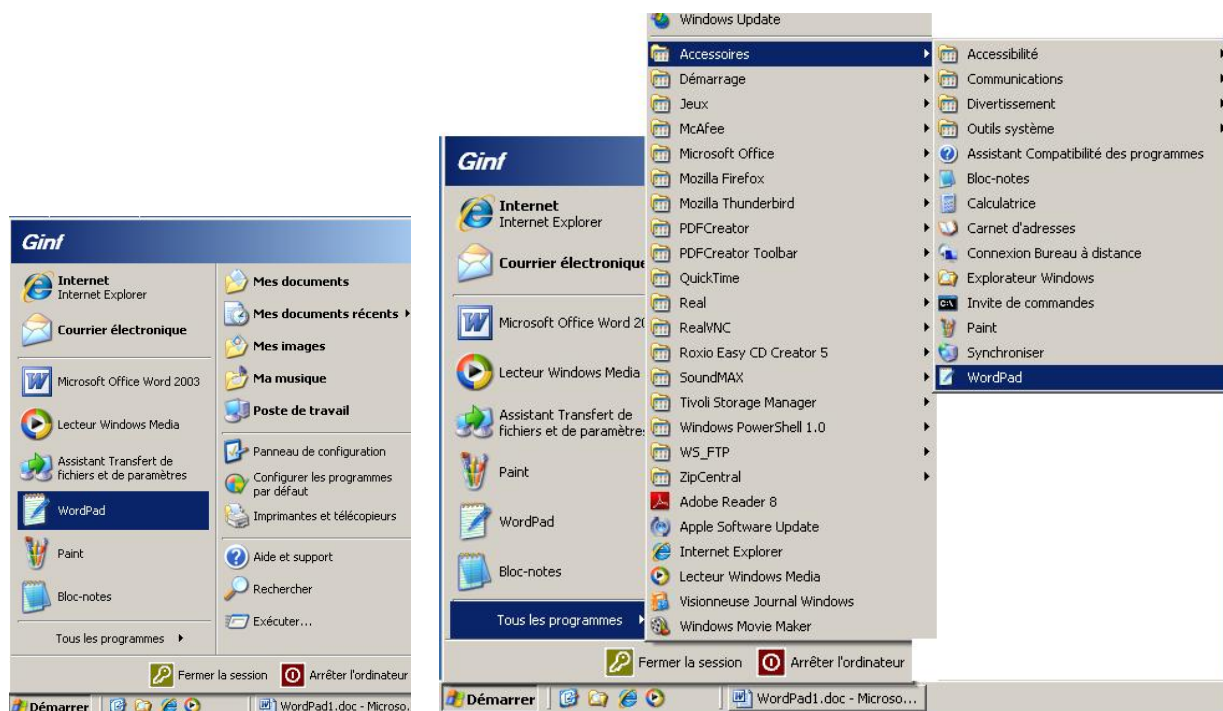 Ginf
Internet
Internet Explorer
Courrier électronique
Microsoft Office Word 2003
Lecteur Windows Media
Assistant Transfert de
fichiers et de paramètres
WordPad
Paint
Bloc-notes
Tous les programmes
Mes documents
Mes documents récents
Mes images
Ma musique
Poste de travail
Panneau de configuration
Configurer les programmes
par défaut
Imprimantes et télécopieurs
Aide et support
Rechercher
Exécuter...
Fermer la session
Arrêter l'ordinateur
Démarrer
WordPad1.doc - Microso.
Ginf
Internet
Internet Explorer
Courrier électronique
Microsoft Office Word 20
Lecteur Windows Media
Assistant Transfert de
fichiers et de paramètre
Paint
WordPad
Bloc-notes
Tous les programmes
Fermer la session
Arrêter l'ordinateur
Démarrer
WordPad1.doc - Microso...
Windows Update
Accessoires
Démarrage
Jeux
McAfee
Microsoft Office
Mozilla Firefox
Mozilla Thunderbird
PDFCreator
PDFCreator Toolbar
QuickTime
Real
RealVNC
Roxio Easy CD Creator 5
SoundMAX
Tivoli Storage Manager
Windows PowerShell 1.0
WS_FTP
ZipCentral
Adobe Reader 8
Apple Software Update
Internet Explorer
Lecteur Windows Media
Visionneuse Journal Windows
Windows Movie Maker
Accessibilité
Communications
Divertissement
Outils système
Assistant Compatibilité des programmes
Bloc-notes
Calculatrice
Carnet d'adresses
Connexion Bureau à distance
Explorateur Windows
Invite de commandes
Paint
Synchroniser
WordPad